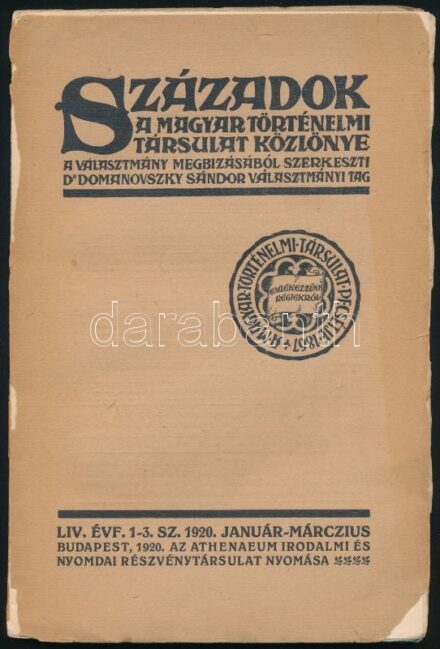 SZÁZADOK
A MAGYAR TÖRTÉNELMI
TÁRSULAT KÖZLÖNYE
A VÁLASZTMÁNY MEGBIZÁSÁBÓL SZERKESZTI
Dr DOMANOVSZKY SÁNDOR VÁLASZTMÁNYI TAG
A·MAGYAR·TÖRTÉNELMI·TÁRSULAT·PECSÉTJE·1867
EMLÉKEZZÜNK
RÉGIEKRŐL
darabanth
LIV. ÉVF. 1-3. SZ. 1920. JANUÁR-MÁRCZIUS
BUDAPEST, 1920. AZ ATHENAEUM IRODALMI ÉS
NYOMDAI RÉSZVÉNYTÁRSULAT NYOMÁSA